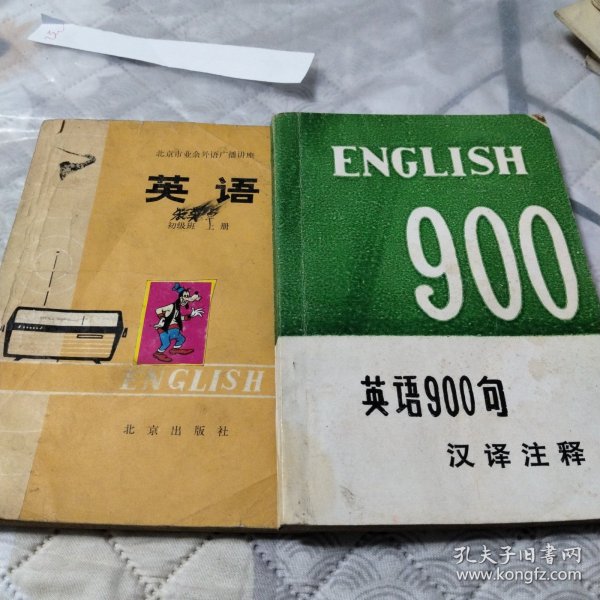 北京市业余外语广播讲座
英语
初级班 上册
ENGLISH
北京出版社
ENGLISH
900
英语900句
汉译注释
孔夫子旧书网
www.kongfz.com